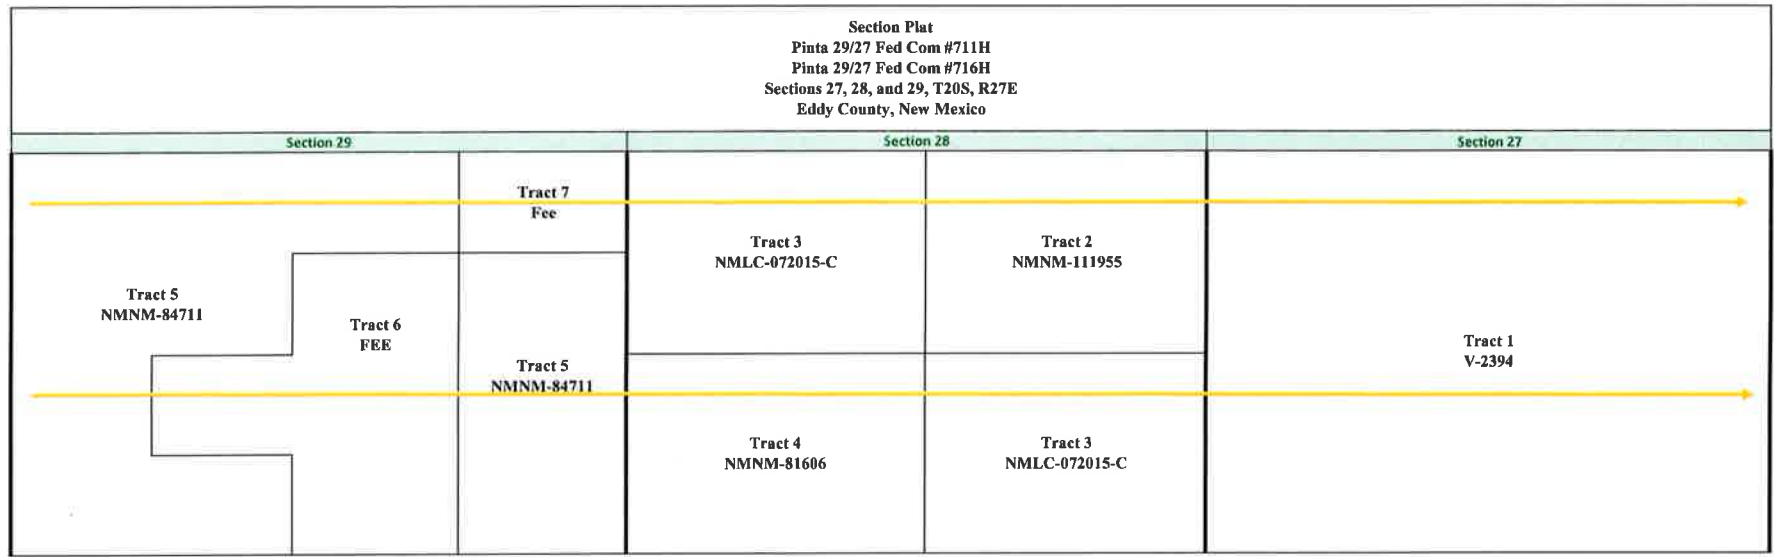 Section Plat
Pinta 29/27 Fed Com #711H
Pinta 29/27 Fed Com #716H
Sections 27, 28, and 29, T20S, R27E
Eddy County, New Mexico
Section 29
Section 28
Section 27
Tract 7
Fee
Tract 5
NMNM-84711
Tract 6
FEE
Tract 5
NMNM-84711
Tract 3
NMLC-072015-C
Tract 2
NMNM-111955
Tract 4
NMNM-81606
Tract 3
NMLC-072015-C
Tract 1
V-2394